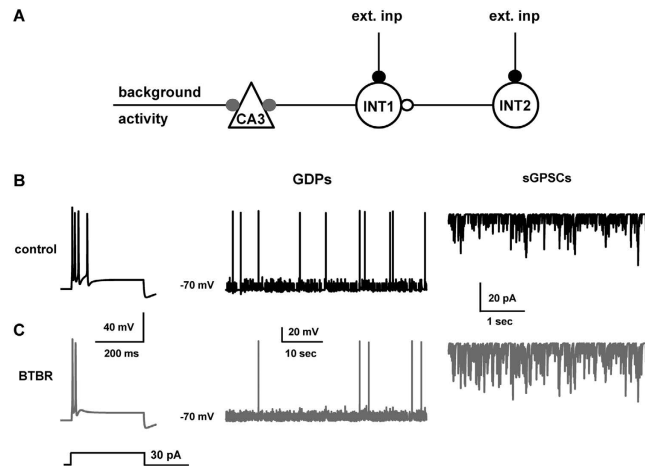 A
ext. inp
ext. inp
background
activity
CA3
INT1
INT2
B
GDPs
sGPSCs
control
-70 mV
40 mV
200 ms
20 mV
10 sec
20 pA
1 sec
C
BTBR
-70 mV
30 pA